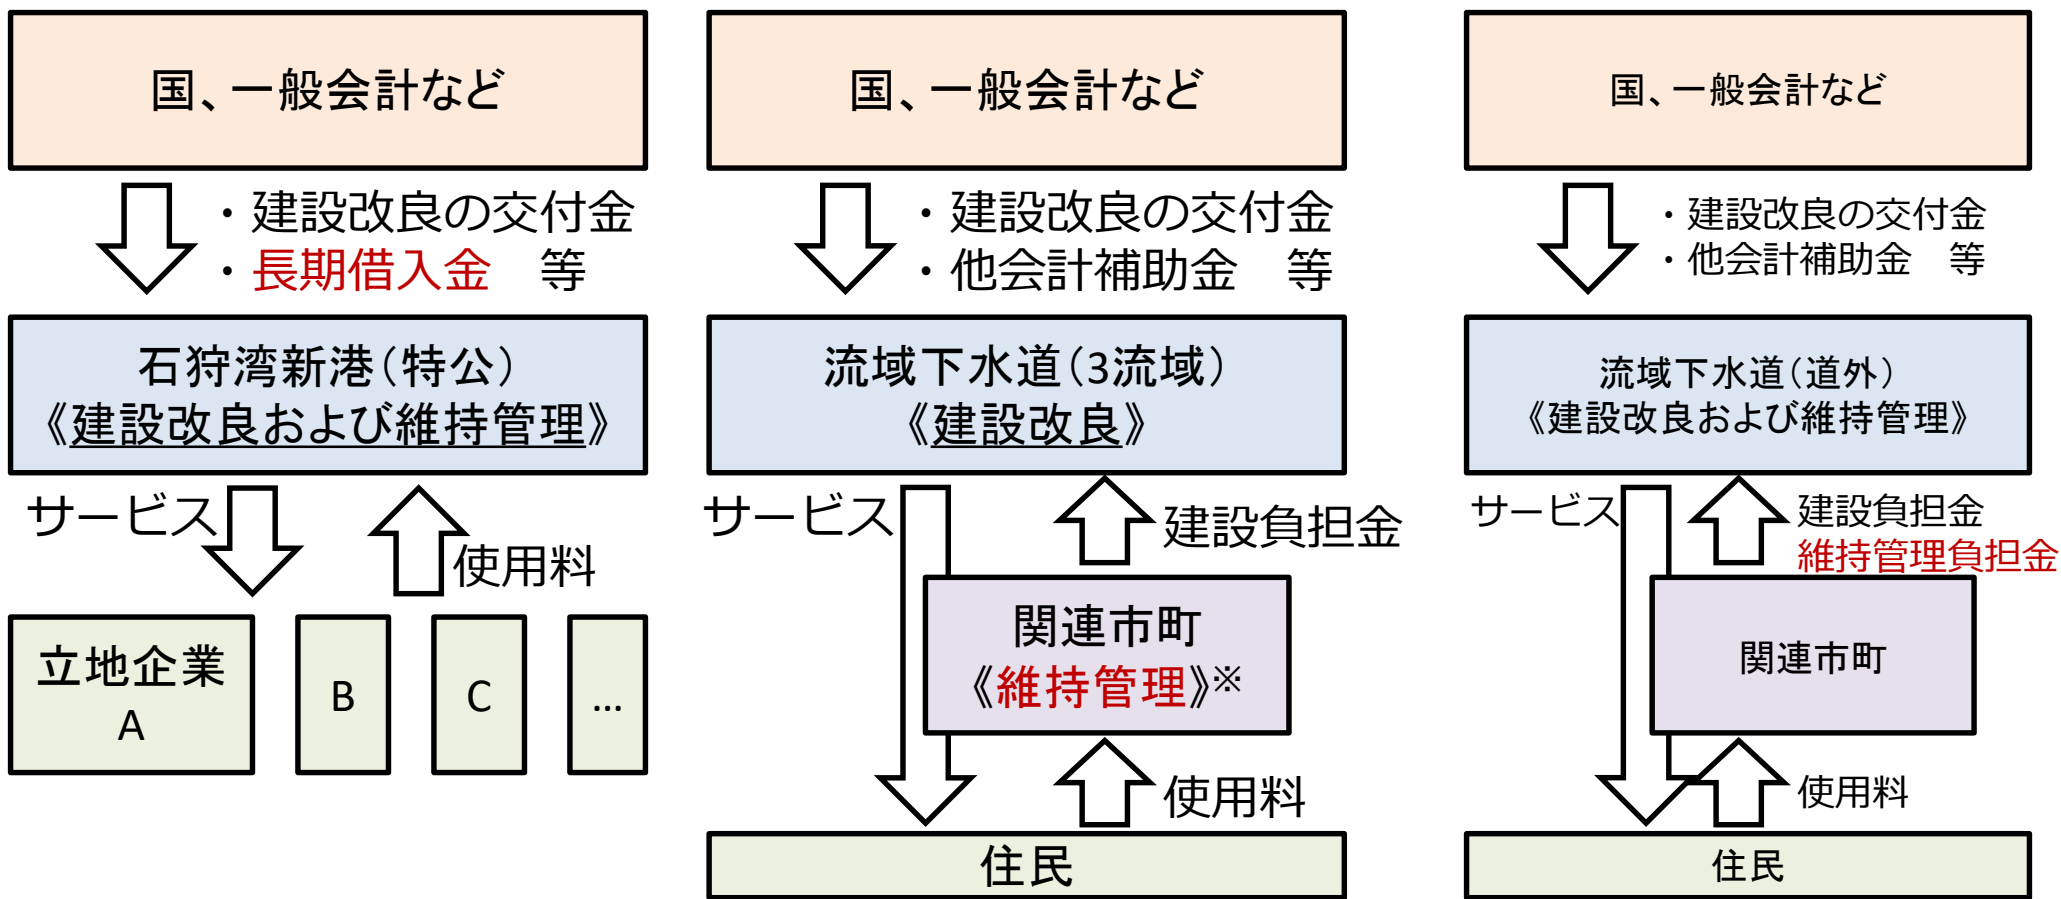 国、一般会計など
・建設改良の交付金
・長期借入金　等
石狩湾新港（特公）
《建設改良および維持管理》
サービス
使用料
立地企業
A
B
C
…
国、一般会計など
・建設改良の交付金
・他会計補助金　等
流域下水道（3流域）
《建設改良》
サービス
建設負担金
関連市町
《維持管理》※
使用料
住民
国、一般会計など
・建設改良の交付金
・他会計補助金　等
流域下水道（道外）
《建設改良および維持管理》
サービス
建設負担金
維持管理負担金
関連市町
使用料
住民